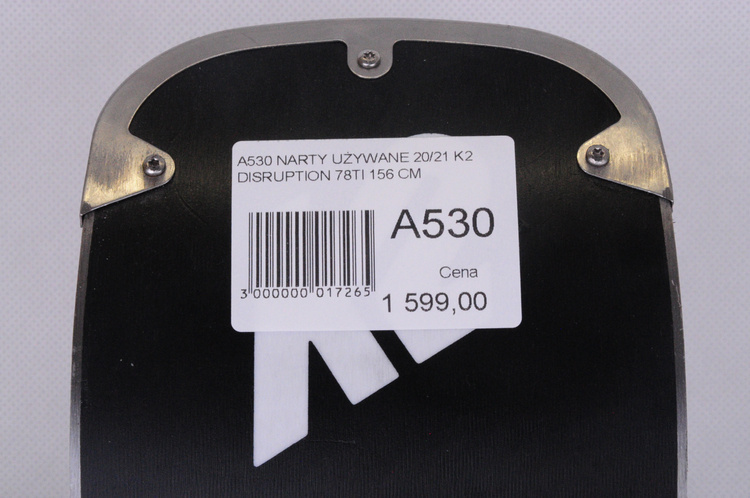 A530 NARTY UŻYWANE 20/21 K2
DISRUPTION 78TI 156 CM
A530
3 000000 017265
Cena
1 599,00